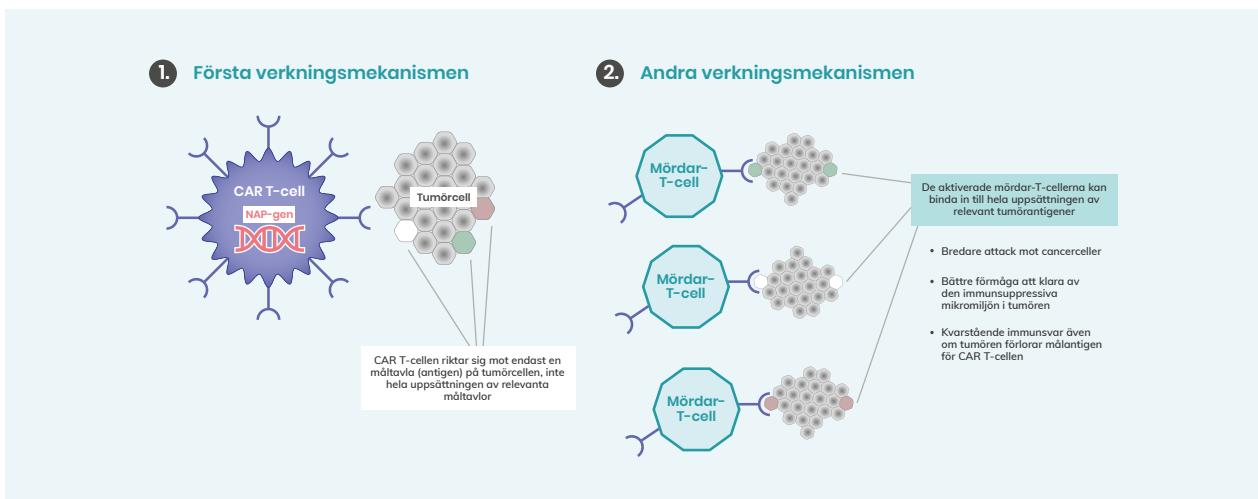 1. Första verkningsmekanismen
CAR T-cell
NAP-gen
Tumörcell
CAR T-cellen riktar sig mot endast en
måltavla (antigen) på tumörcellen, inte
hela uppsättningen av relevanta
måltavlor
2. Andra verkningsmekanismen
Mördar-
T-cell
Mördar-
T-cell
Mördar-
T-cell
De aktiverade mördar-T-cellerna kan
binda in till hela uppsättningen av
relevant tumörantigener
• Bredare attack mot cancerceller
• Bättre förmåga att klara av
den immunsuppressiva
mikromiljön i tumören
• Kvarstående immunsvar även
om tumören förlorar målantigen
för CAR T-cellen